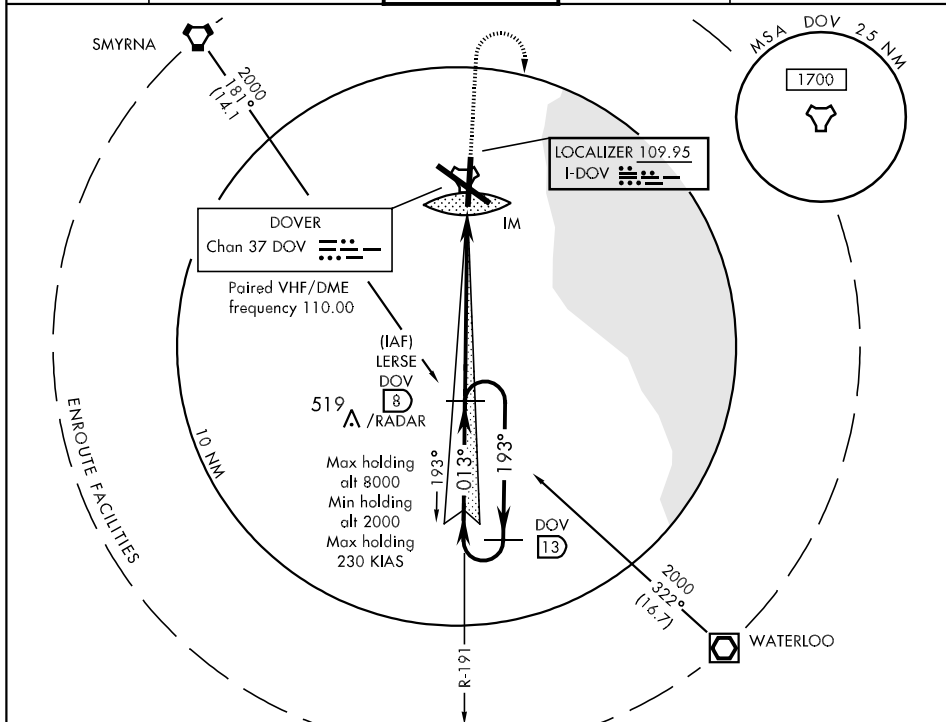 SMYRNA
2000
181°
(14.1
MSA DOV 25 NM
1700
LOCALIZER 109.95
I-DOV
IM
DOVER
Chan 37 DOV
Paired VHF/DME
frequency 110.00
(IAF)
LERSE
DOV
8
519
/RADAR
10 NM
ENROUTE FACILITIES
Max holding
alt 8000
Min holding
alt 2000
Max holding
230 KIAS
193°
013°
193°
DOV
13
2000
322°
(16.7)
WATERLOO
R-191